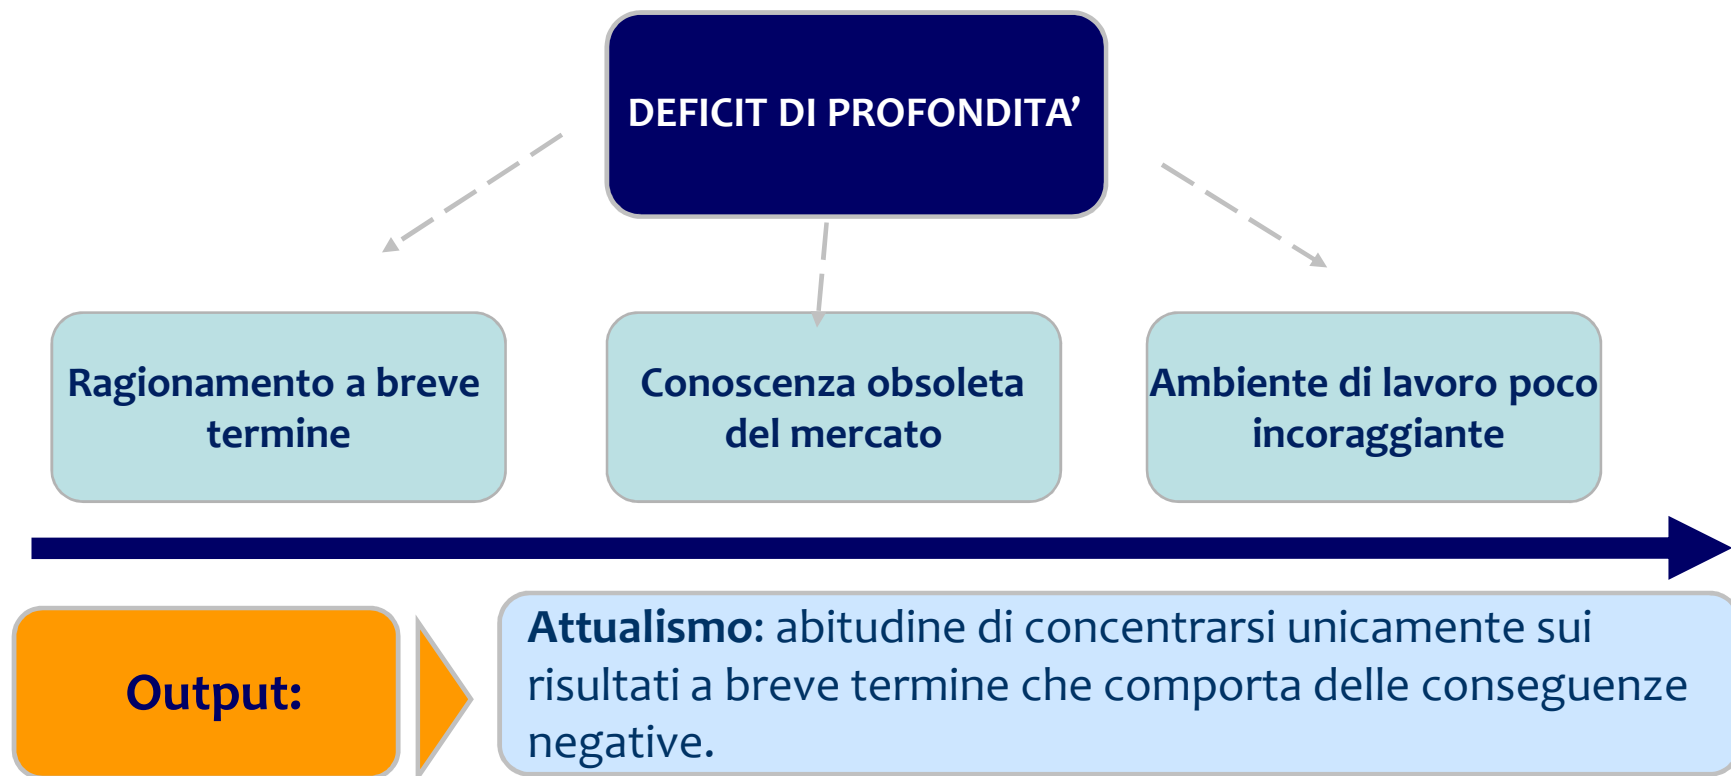 DEFICIT DI PROFONDITA’
Ragionamento a breve
termine
Conoscenza obsoleta
del mercato
Ambiente di lavoro poco
incoraggiante
Output:
Attualismo: abitudine di concentrarsi unicamente sui
risultati a breve termine che comporta delle conseguenze
negative.